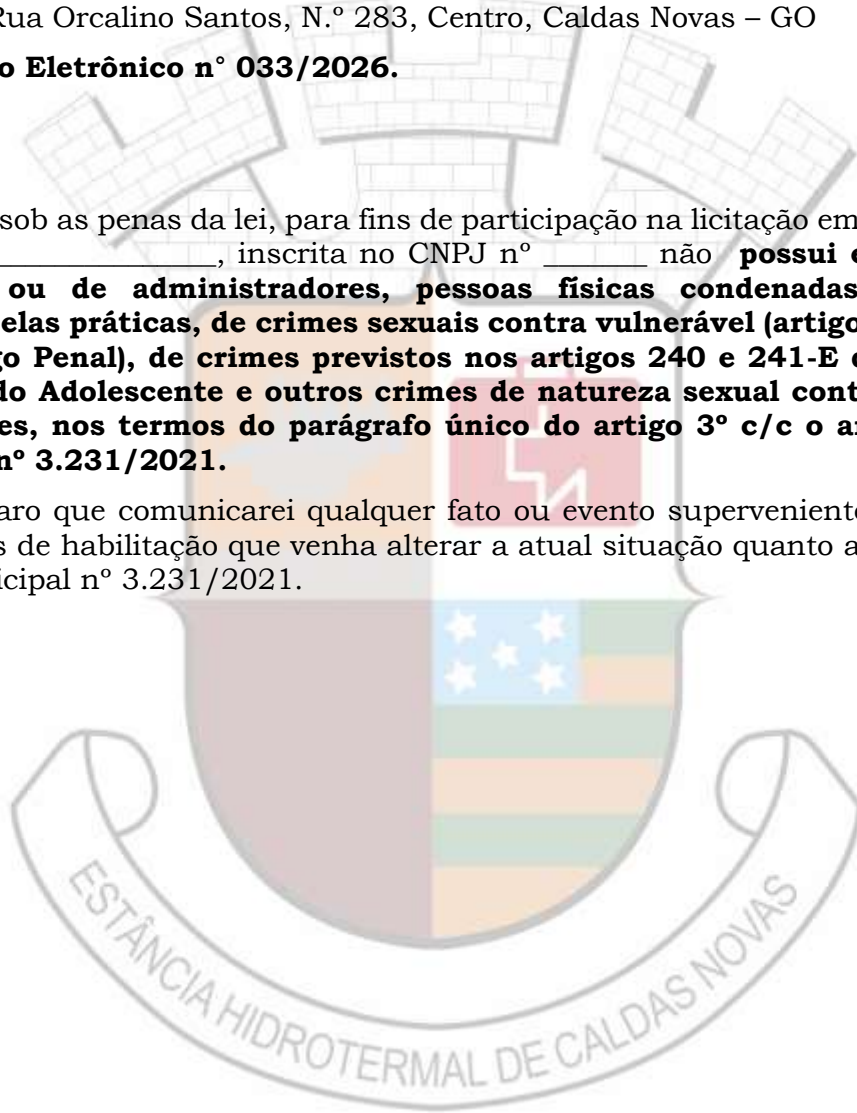 Rua Orcalino Santos, N.º 283, Centro, Caldas Novas – GO
o Eletrônico n° 033/2026.
sob as penas da lei, para fins de participação na licitação em
________________, inscrita no CNPJ nº _______ não possui e
ou de administradores, pessoas físicas condenadas
elas práticas, de crimes sexuais contra vulnerável (artigo
go Penal), de crimes previstos nos artigos 240 e 241-E
do Adolescente e outros crimes de natureza sexual cont
es, nos termos do parágrafo único do artigo 3º c/c o ar
nº 3.231/2021.
aro que comunicarei qualquer fato ou evento superveniente
s de habilitação que venha alterar a atual situação quanto a
icipal nº 3.231/2021.
ESTÂNCIA HIDROTERMAL DE CALDAS NOVAS